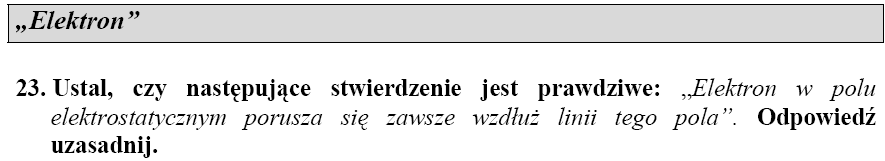 „Elektron”
23. Ustal, czy następujące stwierdzenie jest prawdziwe: „Elektron w polu
elektrostatycznym porusza się zawsze wzdłuż linii tego pola”. Odpowiedź
uzasadnij.